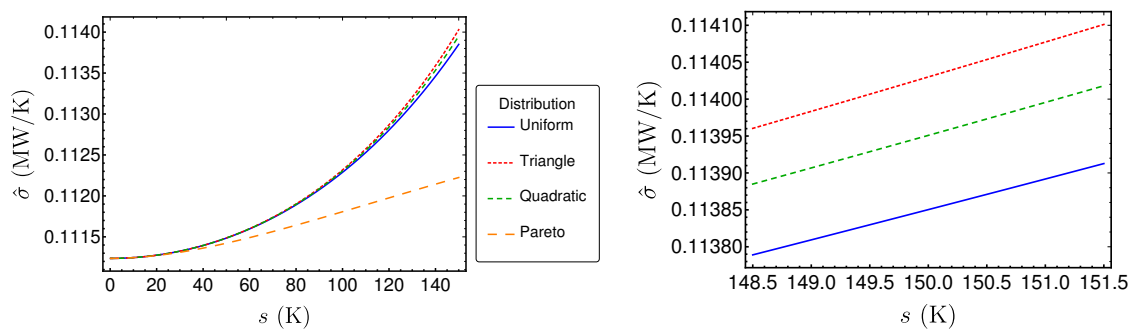 0.1140
0.1135
0.1130
0.1125
0.1120
0.1115
σ̂ (MW/K)
0 20 40 60 80 100 120 140
s (K)
Distribution
Uniform
Triangle
Quadratic
Pareto
0.11410
0.11405
0.11400
0.11395
0.11390
0.11385
0.11380
σ̂ (MW/K)
148.5 149.0 149.5 150.0 150.5 151.0 151.5
s (K)